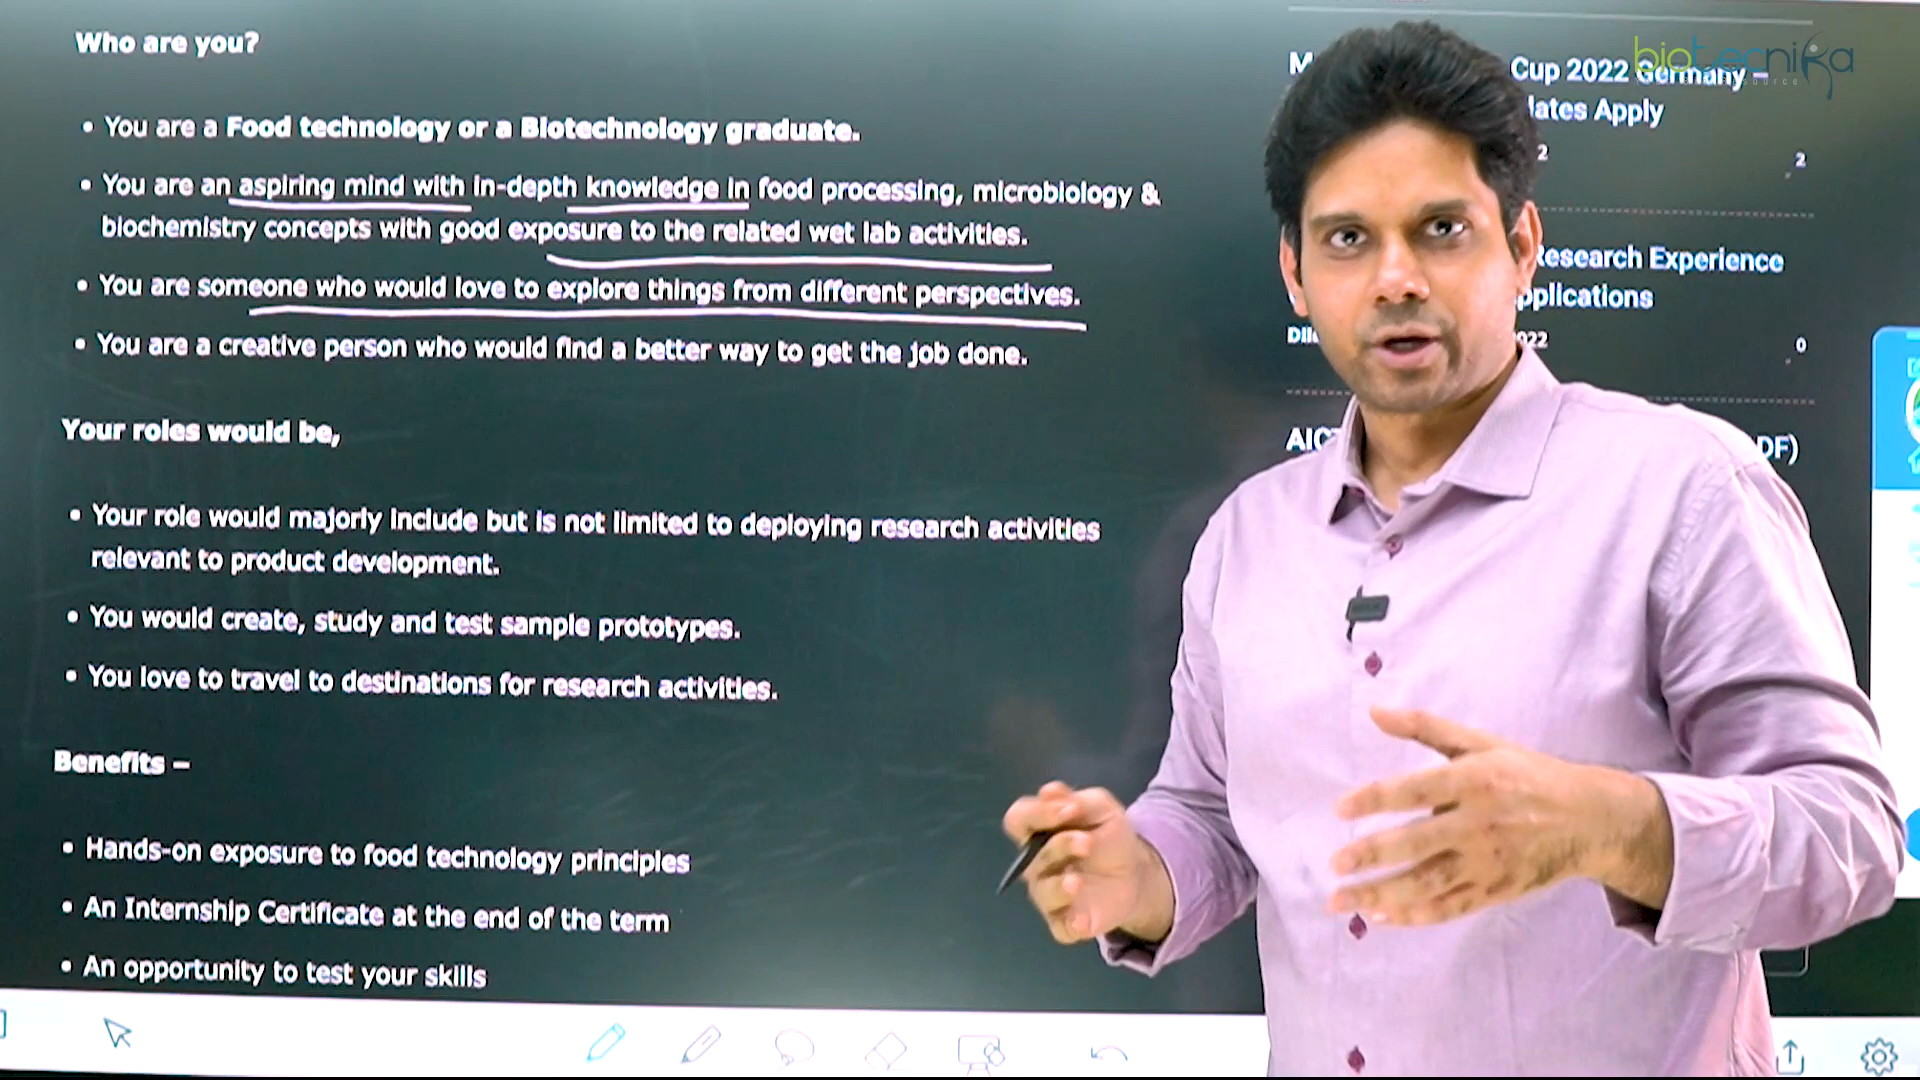 Who are you?
• You are a Food technology or a Biotechnology graduate.
• You are an aspiring mind with in-depth knowledge in food processing, microbiology &
biochemistry concepts with good exposure to the related wet lab activities.
• You are someone who would love to explore things from different perspectives.
• You are a creative person who would find a better way to get the job done.
Your roles would be,
• Your role would majorly include but is not limited to deploying research activities
relevant to product development.
• You would create, study and test sample prototypes.
• You love to travel to destinations for research activities.
Benefits –
• Hands-on exposure to food technology principles
• An Internship Certificate at the end of the term
• An opportunity to test your skills
biotecnika
Cup 2022 Germany –
Apply
2
Research Experience
0